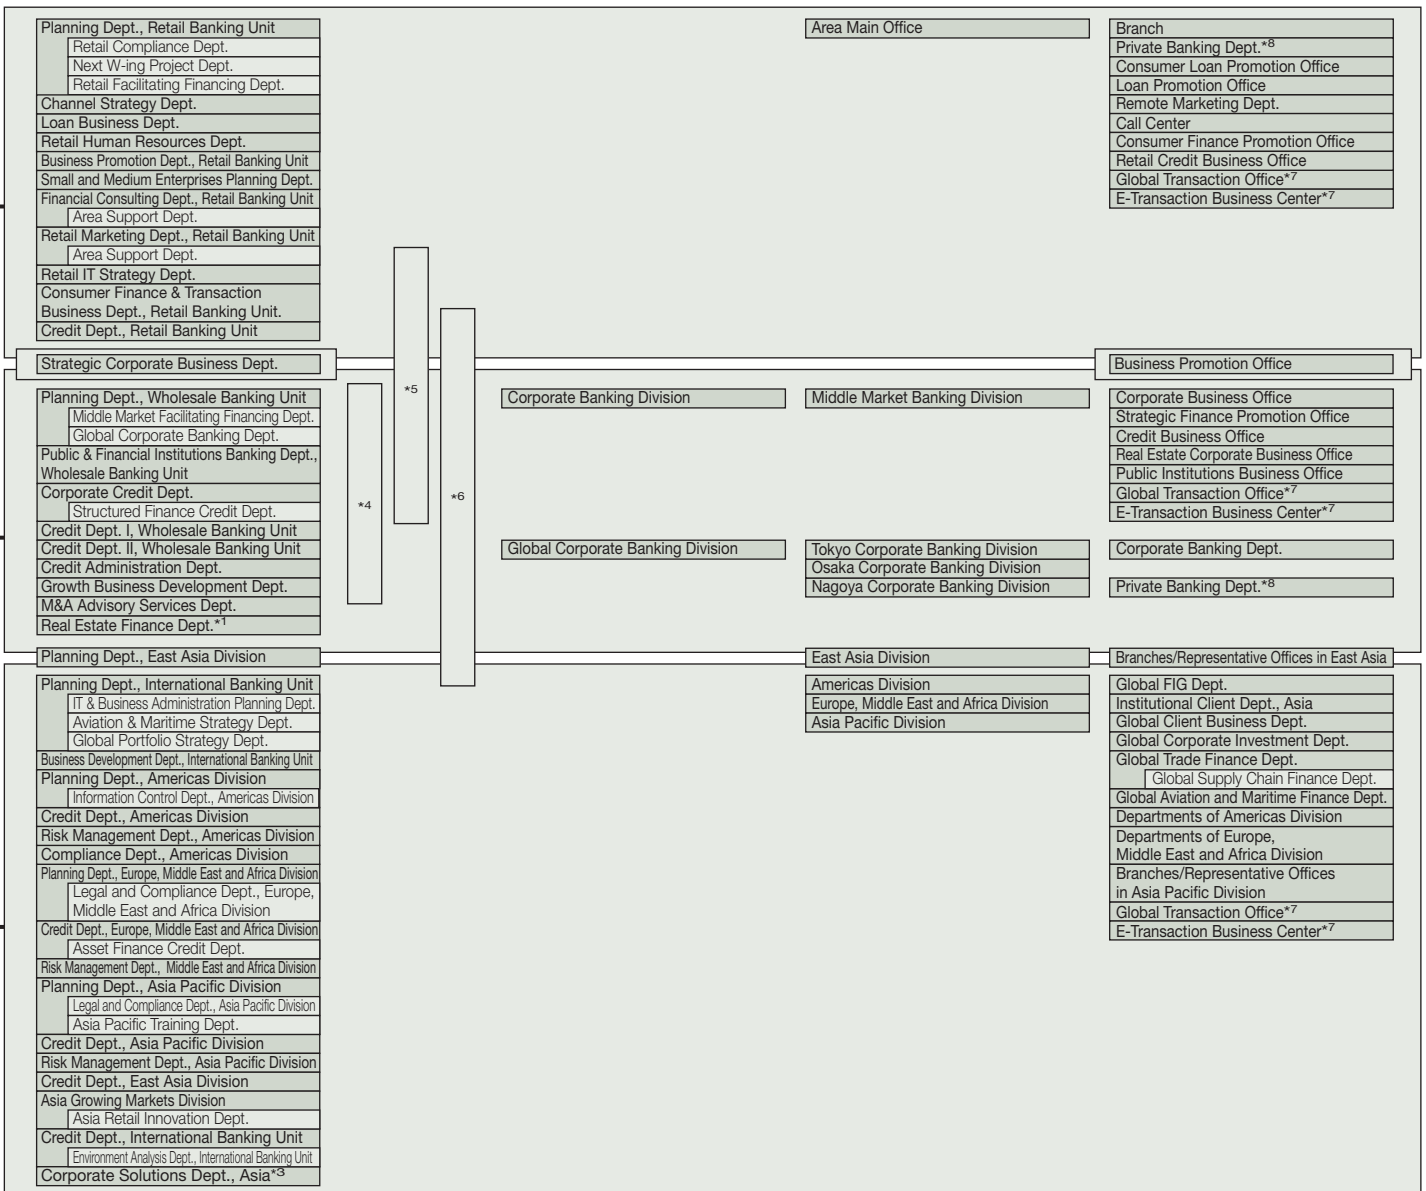 Planning Dept., Retail Banking Unit
Retail Compliance Dept.
Next W-ing Project Dept.
Retail Facilitating Financing Dept.
Channel Strategy Dept.
Loan Business Dept.
Retail Human Resources Dept.
Business Promotion Dept., Retail Banking Unit
Small and Medium Enterprises Planning Dept.
Financial Consulting Dept., Retail Banking Unit
Area Support Dept.
Retail Marketing Dept., Retail Banking Unit
Area Support Dept.
Retail IT Strategy Dept.
Consumer Finance & Transaction
Business Dept., Retail Banking Unit.
Credit Dept., Retail Banking Unit
Area Main Office
Branch
Private Banking Dept.*8
Consumer Loan Promotion Office
Loan Promotion Office
Remote Marketing Dept.
Call Center
Consumer Finance Promotion Office
Retail Credit Business Office
Global Transaction Office*7
E-Transaction Business Center*7
Strategic Corporate Business Dept.
Business Promotion Office
Planning Dept., Wholesale Banking Unit
Middle Market Facilitating Financing Dept.
Global Corporate Banking Dept.
Public & Financial Institutions Banking Dept.,
Wholesale Banking Unit
Corporate Credit Dept.
Structured Finance Credit Dept.
Credit Dept. I, Wholesale Banking Unit
Credit Dept. II, Wholesale Banking Unit
Credit Administration Dept.
Growth Business Development Dept.
M&A Advisory Services Dept.
Real Estate Finance Dept.*1
*4
*5
*6
Corporate Banking Division
Global Corporate Banking Division
Middle Market Banking Division
Tokyo Corporate Banking Division
Osaka Corporate Banking Division
Nagoya Corporate Banking Division
Corporate Business Office
Strategic Finance Promotion Office
Credit Business Office
Real Estate Corporate Business Office
Public Institutions Business Office
Global Transaction Office*7
E-Transaction Business Center*7
Corporate Banking Dept.
Private Banking Dept.*8
Planning Dept., East Asia Division
East Asia Division
Branches/Representative Offices in East Asia
Planning Dept., International Banking Unit
IT & Business Administration Planning Dept.
Aviation & Maritime Strategy Dept.
Global Portfolio Strategy Dept.
Business Development Dept., International Banking Unit
Planning Dept., Americas Division
Information Control Dept., Americas Division
Credit Dept., Americas Division
Risk Management Dept., Americas Division
Compliance Dept., Americas Division
Planning Dept., Europe, Middle East and Africa Division
Legal and Compliance Dept., Europe,
Middle East and Africa Division
Credit Dept., Europe, Middle East and Africa Division
Asset Finance Credit Dept.
Risk Management Dept., Middle East and Africa Division
Planning Dept., Asia Pacific Division
Legal and Compliance Dept., Asia Pacific Division
Asia Pacific Training Dept.
Credit Dept., Asia Pacific Division
Risk Management Dept., Asia Pacific Division
Credit Dept., East Asia Division
Asia Growing Markets Division
Asia Retail Innovation Dept.
Credit Dept., International Banking Unit
Environment Analysis Dept., International Banking Unit
Corporate Solutions Dept., Asia*3
Americas Division
Europe, Middle East and Africa Division
Asia Pacific Division
Global FIG Dept.
Institutional Client Dept., Asia
Global Client Business Dept.
Global Corporate Investment Dept.
Global Trade Finance Dept.
Global Supply Chain Finance Dept.
Global Aviation and Maritime Finance Dept.
Departments of Americas Division
Departments of Europe,
Middle East and Africa Division
Branches/Representative Offices
in Asia Pacific Division
Global Transaction Office*7
E-Transaction Business Center*7